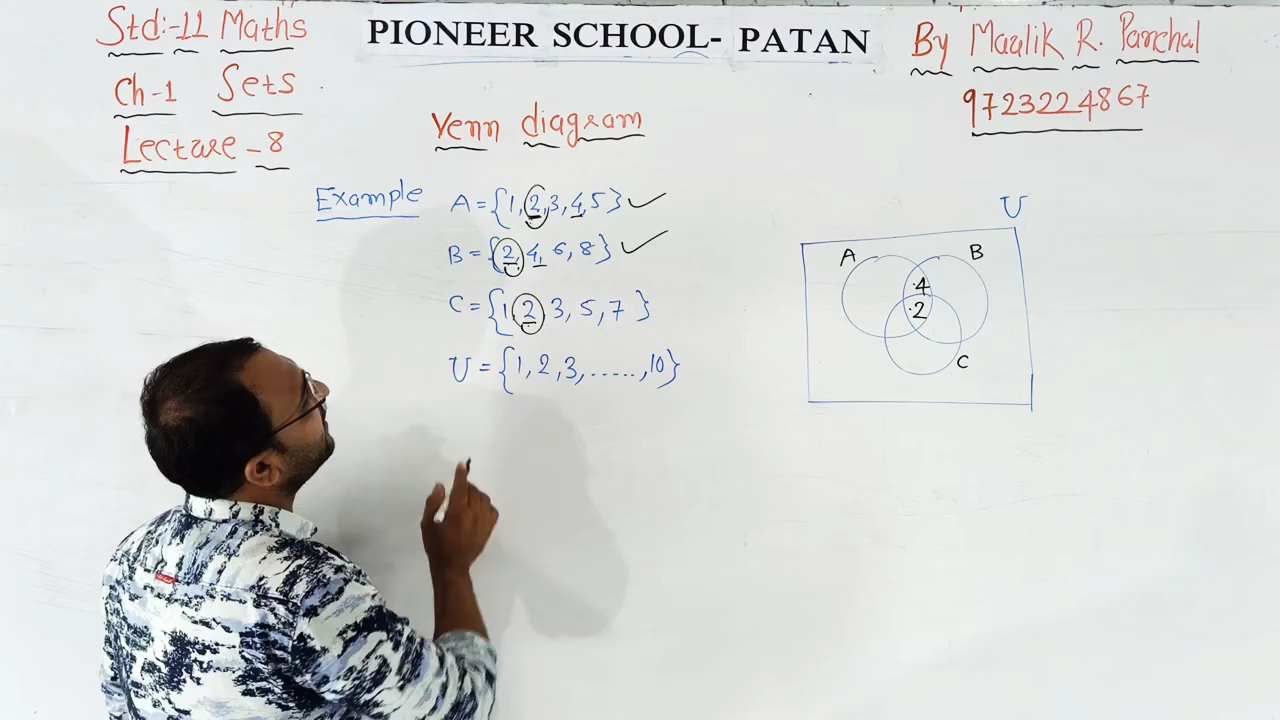 Std:-11 Maths
Ch-1 Sets
Lecture-8
PIONEER SCHOOL- PATAN
By Maulik R. Panchal
9723224867
Venn diagram
Example
A={1,2,3,4,5}
B={2,4,6,8}
C={1,2,3,5,7}
U={1,2,3,......,10}
U
A
B
.4
.2
C